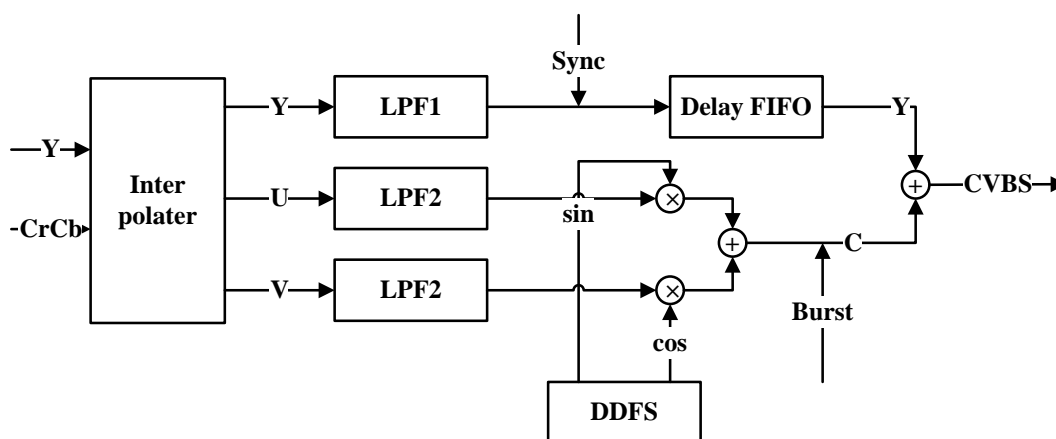 Sync
Y
LPF1
Delay FIFO
Y
Y
Inter
polater
U
LPF2
sin
×
+
CVBS
CrCb
+
C
V
LPF2
×
Burst
cos
DDFS